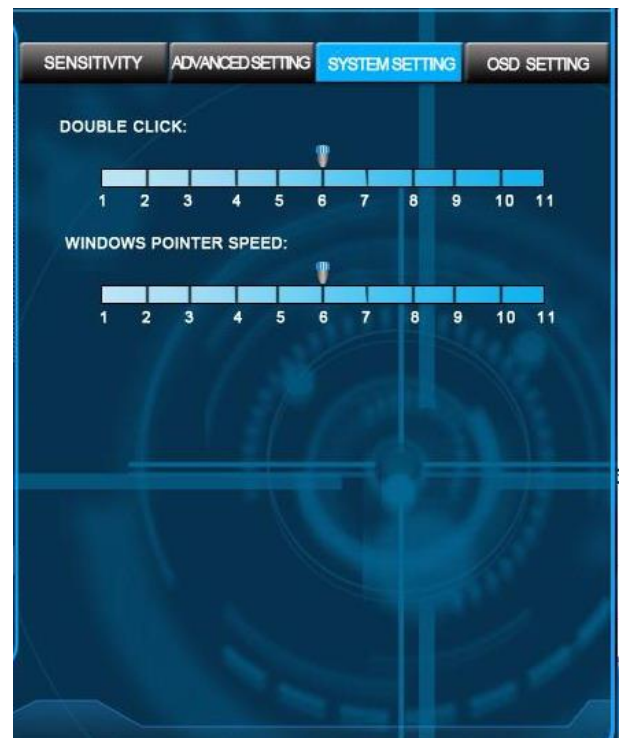 SENSITIVITY ADVANCED SETTING SYSTEM SETTING OSD SETTING
DOUBLE CLICK:
1 2 3 4 5 6 7 8 9 10 11
WINDOWS POINTER SPEED:
1 2 3 4 5 6 7 8 9 10 11